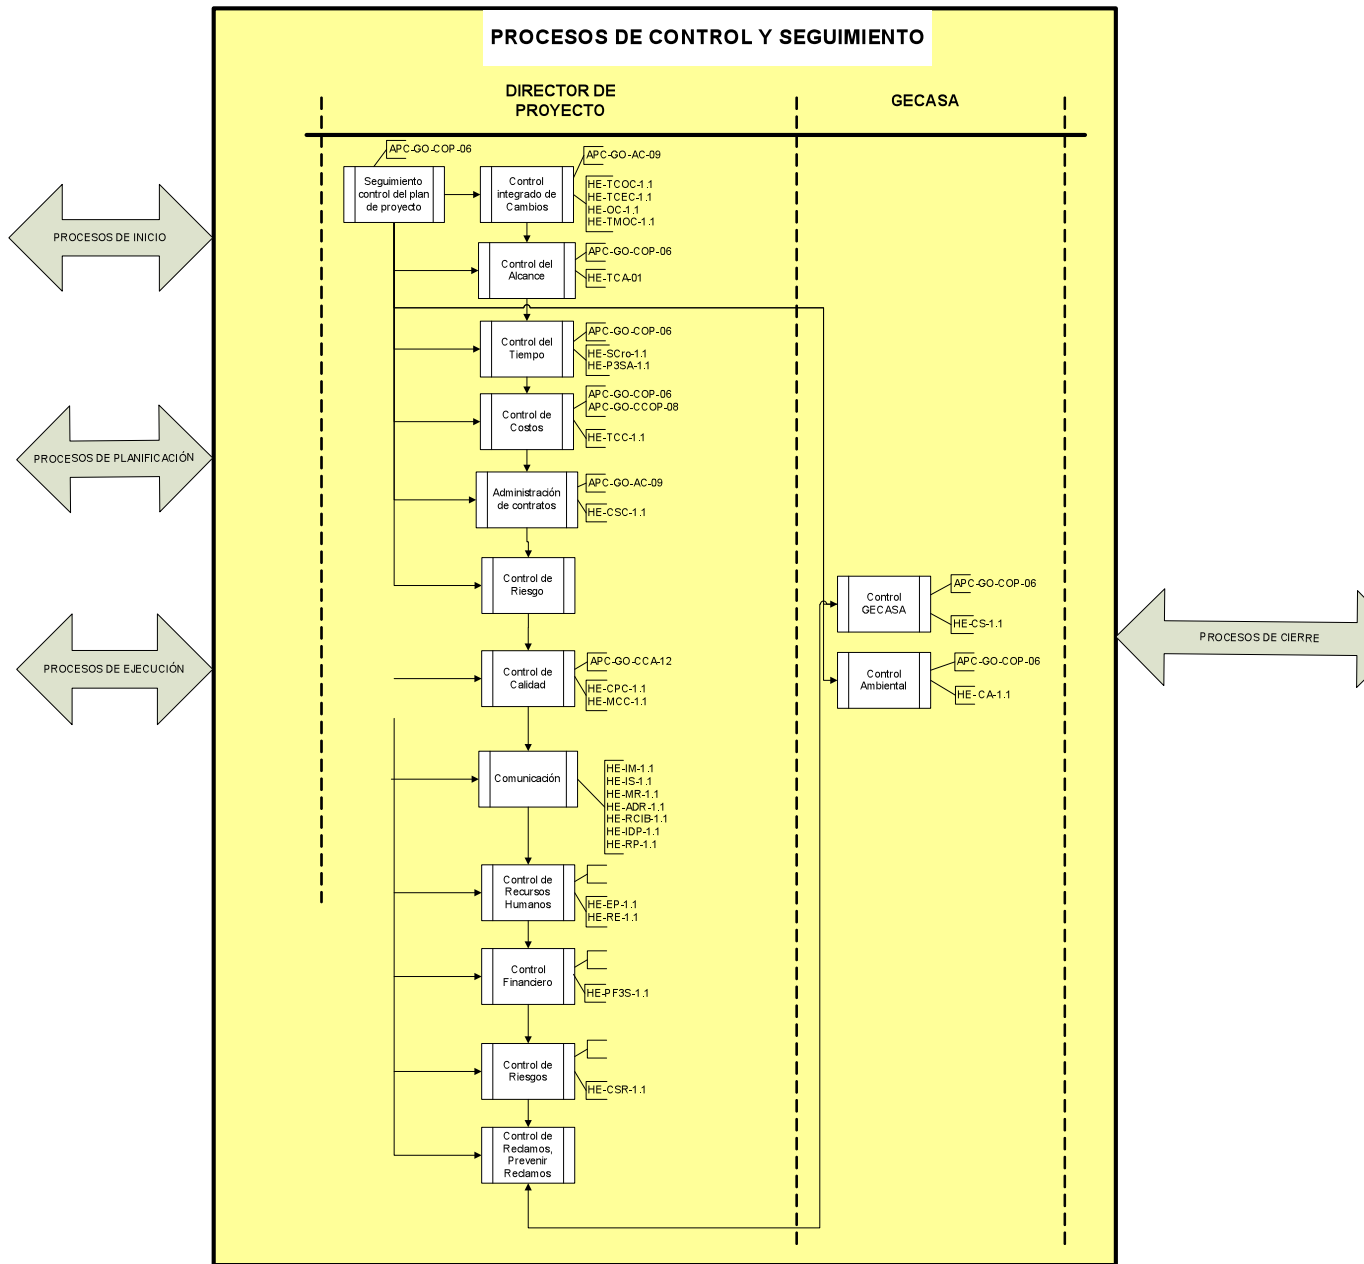 PROCESOS DE CONTROL Y SEGUIMIENTO
DIRECTOR DE
PROYECTO
GECASA
APC-GO-COP-06
Seguimiento
control del plan
de proyecto
Control
integrado de
Cambios
APC-GO-AC-09
HE-TCOC-1.1
HE-TCEC-1.1
HE-OC-1.1
HE-TMOC-1.1
PROCESOS DE INICIO
Control del
Alcance
APC-GO-COP-06
HE-TCA-01
Control del
Tiempo
APC-GO-COP-06
HE-SCro-1.1
HE-P3SA-1.1
Control de
Costos
APC-GO-COP-06
APC-GO-CCOP-08
HE-TCC-1.1
PROCESOS DE PLANIFICACIÓN
Administración
de contratos
APC-GO-AC-09
HE-CSC-1.1
Control de
Riesgo
Control
GECASA
APC-GO-COP-06
HE-CS-1.1
PROCESOS DE CIERRE
PROCESOS DE EJECUCIÓN
Control de
Calidad
APC-GO-CCA-12
HE-CPC-1.1
HE-MCC-1.1
Control
Ambiental
APC-GO-COP-06
HE-CA-1.1
Comunicación
HE-IM-1.1
HE-IS-1.1
HE-MR-1.1
HE-ADR-1.1
HE-RCIB-1.1
HE-IDP-1.1
HE-RP-1.1
Control de
Recursos
Humanos
HE-EP-1.1
HE-RE-1.1
Control
Financiero
HE-PF3S-1.1
Control de
Riesgos
HE-CSR-1.1
Control de
Reclamos,
Prevenir
Reclamos